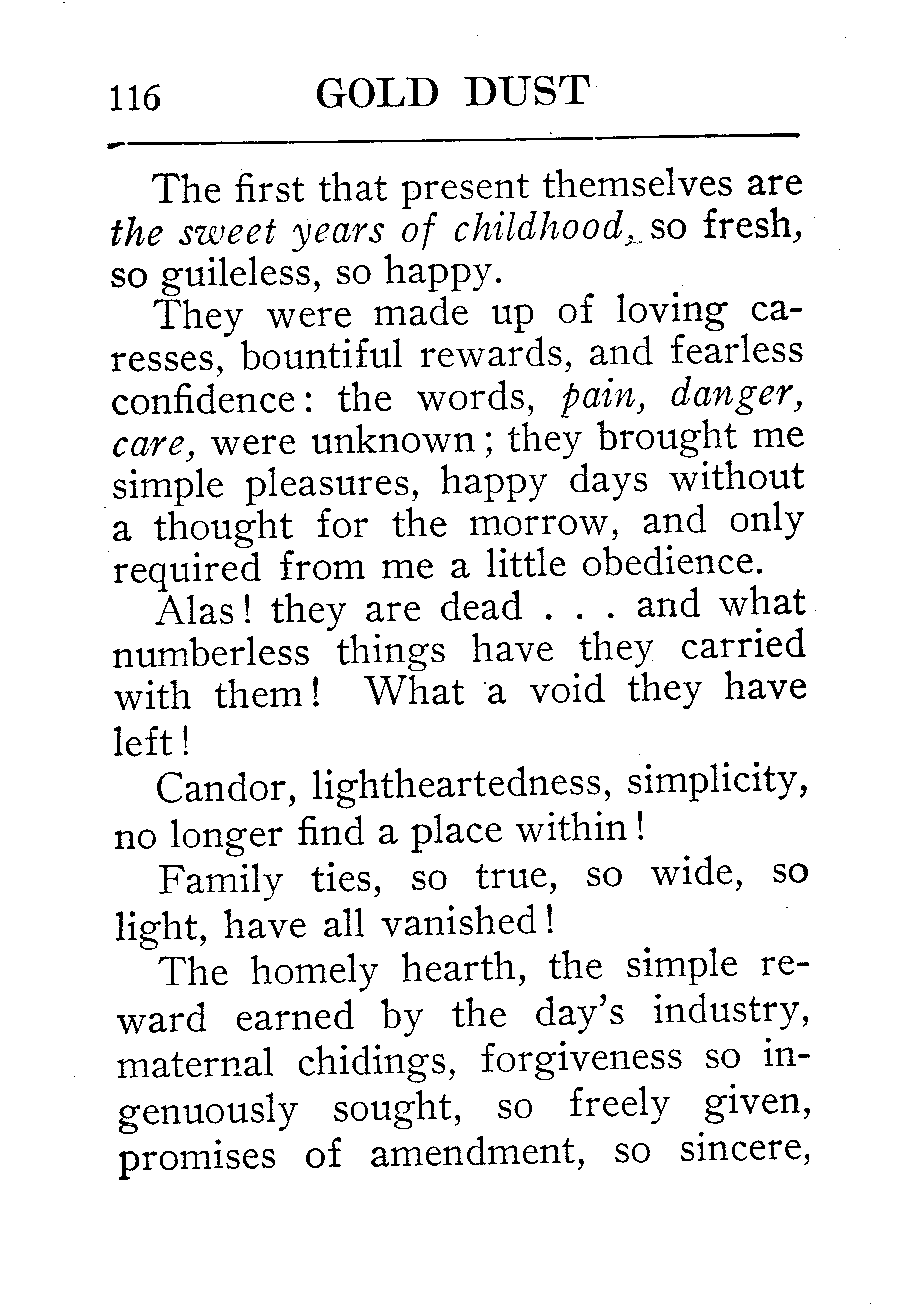 116 GOLD DUST
The first that present themselves are
the sweet years of childhood, so fresh,
so guileless, so happy.
They were made up of loving ca-
resses, bountiful rewards, and fearless
confidence: the words, pain, danger,
care, were unknown; they brought me
simple pleasures, happy days without
a thought for the morrow, and only
required from me a little obedience.
Alas! they are dead . . . and what
numberless things have they carried
with them! What a void they have
left!
Candor, lightheartedness, simplicity,
no longer find a place within!
Family ties, so true, so wide, so
light, have all vanished!
The homely hearth, the simple re-
ward earned by the day's industry,
maternal chidings, forgiveness so in-
genuously sought, so freely given,
promises of amendment, so sincere,